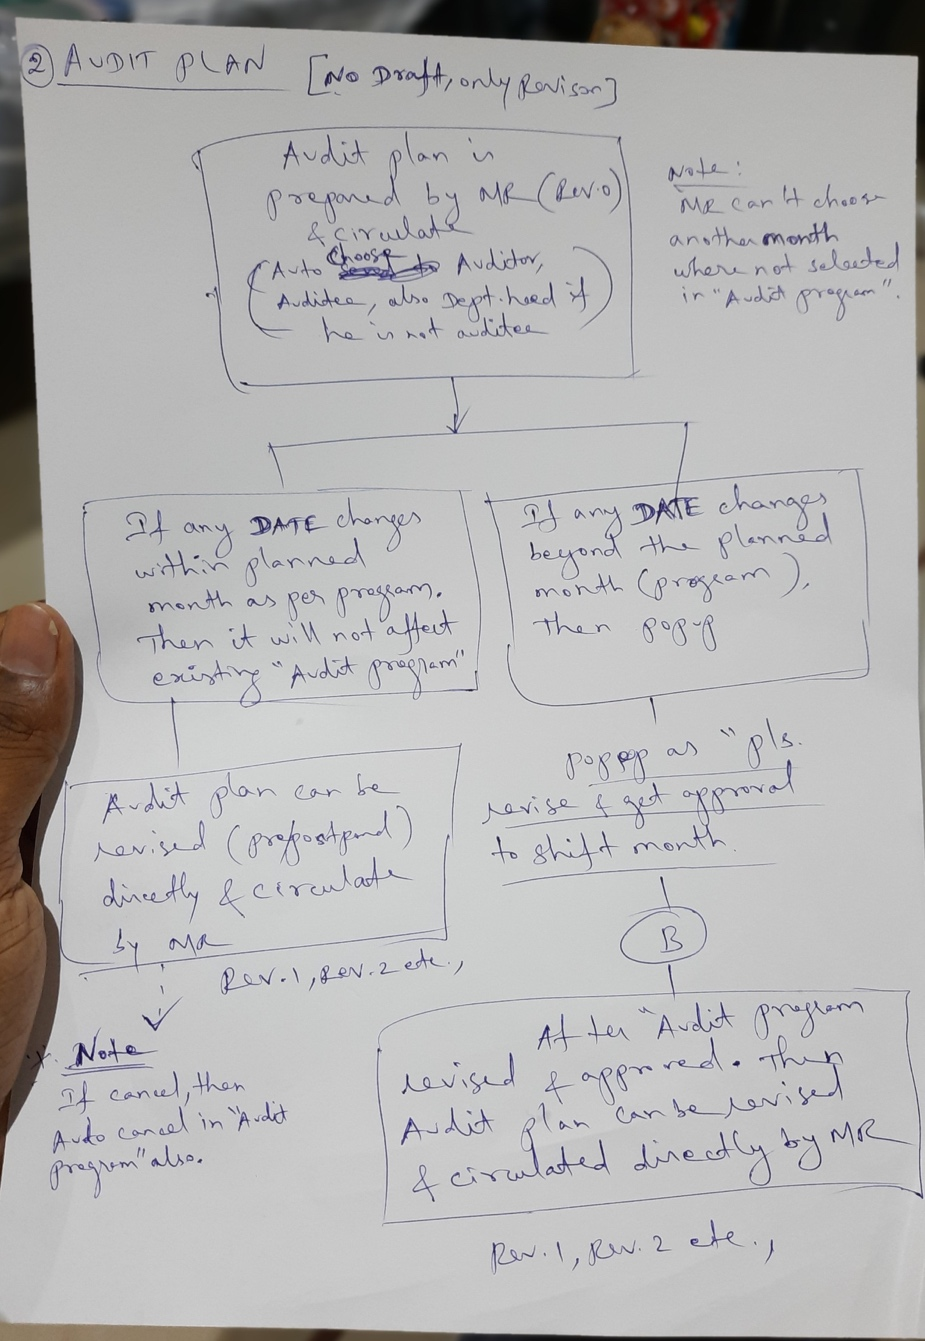 2 AUDIT PLAN [No Draft, only Revison]
Audit plan is
prepared by MR (Rev.0)
& circulate
(Auto choose Auditor,
Auditee, also Dept. head if
he is not auditee)
Note:
MR can't choose
another month
where not selected
in "Audit program".
If any DATE changes
within planned
month as per program.
Then it will not affect
existing "Audit program"
If any DATE changes
beyond the planned
month (program),
then popup
Audit plan can be
revised (pre/postpond)
directly & circulate
by MR
Rev.1, Rev.2 etc.,
popup as "pls.
revise & get approval
to shift month.
B
* Note
If cancel, then
Auto cancel in "Audit
program" also.
After "Audit program
revised & approved. Then
Audit plan can be revised
& circulated directly by MR
Rev.1, Rev.2 etc.,